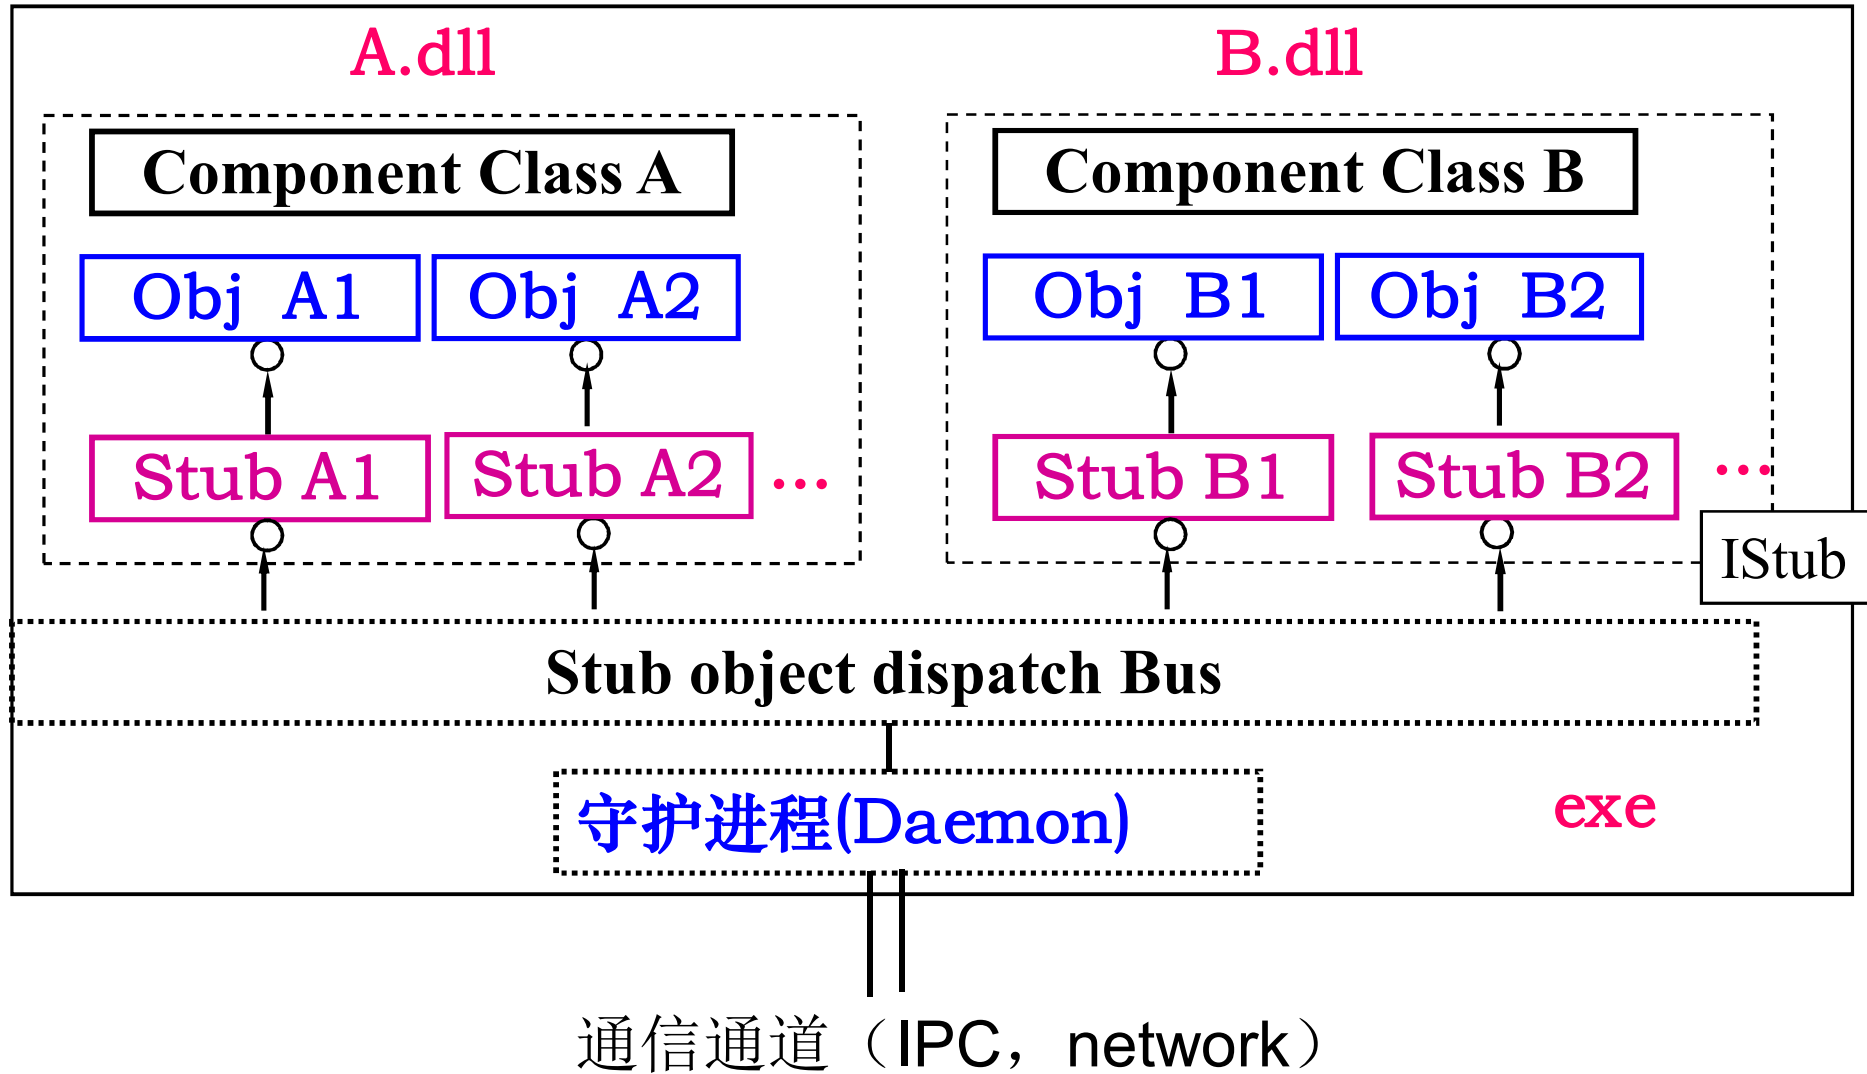 A.dll
B.dll
Component Class A
Component Class B
Obj A1
Obj A2
Obj B1
Obj B2
Stub A1
Stub A2
...
Stub B1
Stub B2
...
IStub
Stub object dispatch Bus
守护进程(Daemon)
exe
通信通道（IPC，network）